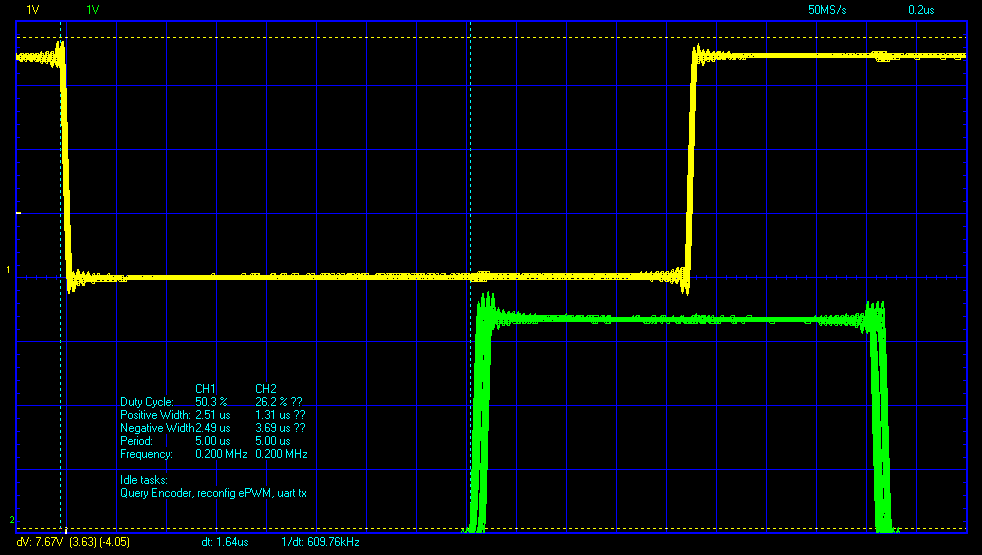 1V 1V 50MS/s 0.2us
1
CH1 CH2
Duty Cycle: 50.3 % 26.2 % ??
Positive Width: 2.51 us 1.31 us ??
Negative Width 2.49 us 3.69 us ??
Period: 5.00 us 5.00 us
Frequency: 0.200 MHz 0.200 MHz
Idle tasks:
Query Encoder, reconfig ePWM, uart tx
2
dV: 7.67V (3.63) (-4.05) dt: 1.64us 1/dt: 609.76kHz